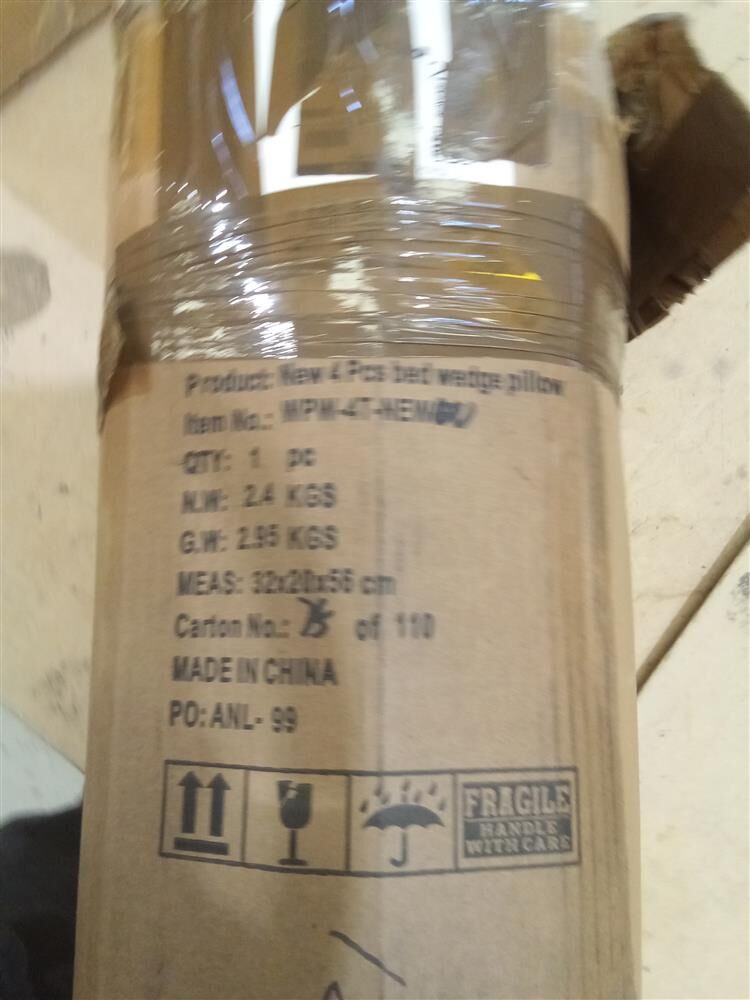 Product: New 4 Pcs bed wedge pillow
Item No.:
QTY: 1 pc
N.W: 2.4 KGS
G.W: 2.95 KGS
MEAS: 32x20x56 cm
Carton No.: of 110
MADE IN CHINA
PO: ANL- 99
FRAGILE
HANDLE
WITH CARE